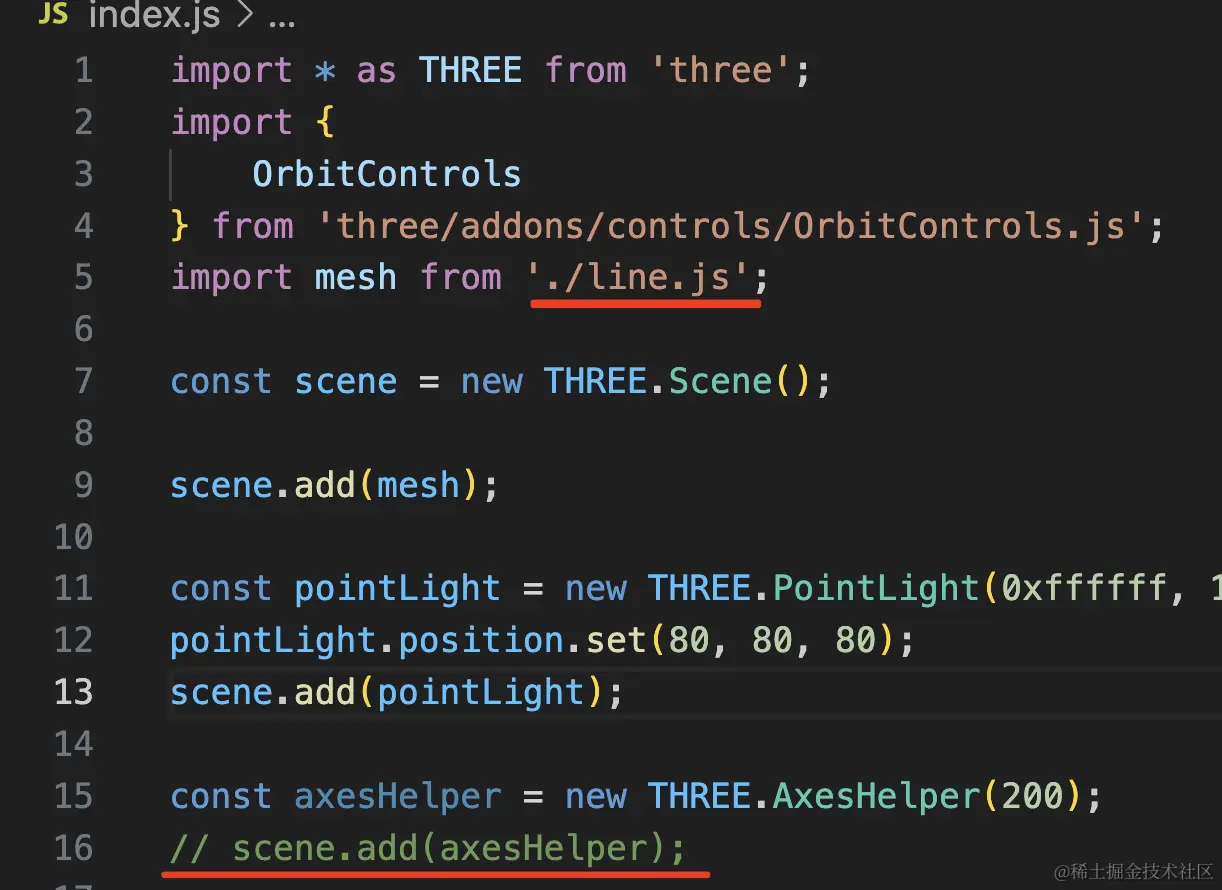 JS index.js > ...
1 import * as THREE from 'three';
2 import {
3     OrbitControls
4 } from 'three/addons/controls/OrbitControls.js';
5 import mesh from './line.js';
6
7 const scene = new THREE.Scene();
8
9 scene.add(mesh);
10
11 const pointLight = new THREE.PointLight(0xffffff, 1
12 pointLight.position.set(80, 80, 80);
13 scene.add(pointLight);
14
15 const axesHelper = new THREE.AxesHelper(200);
16 // scene.add(axesHelper);
17
@稀土掘金技术社区